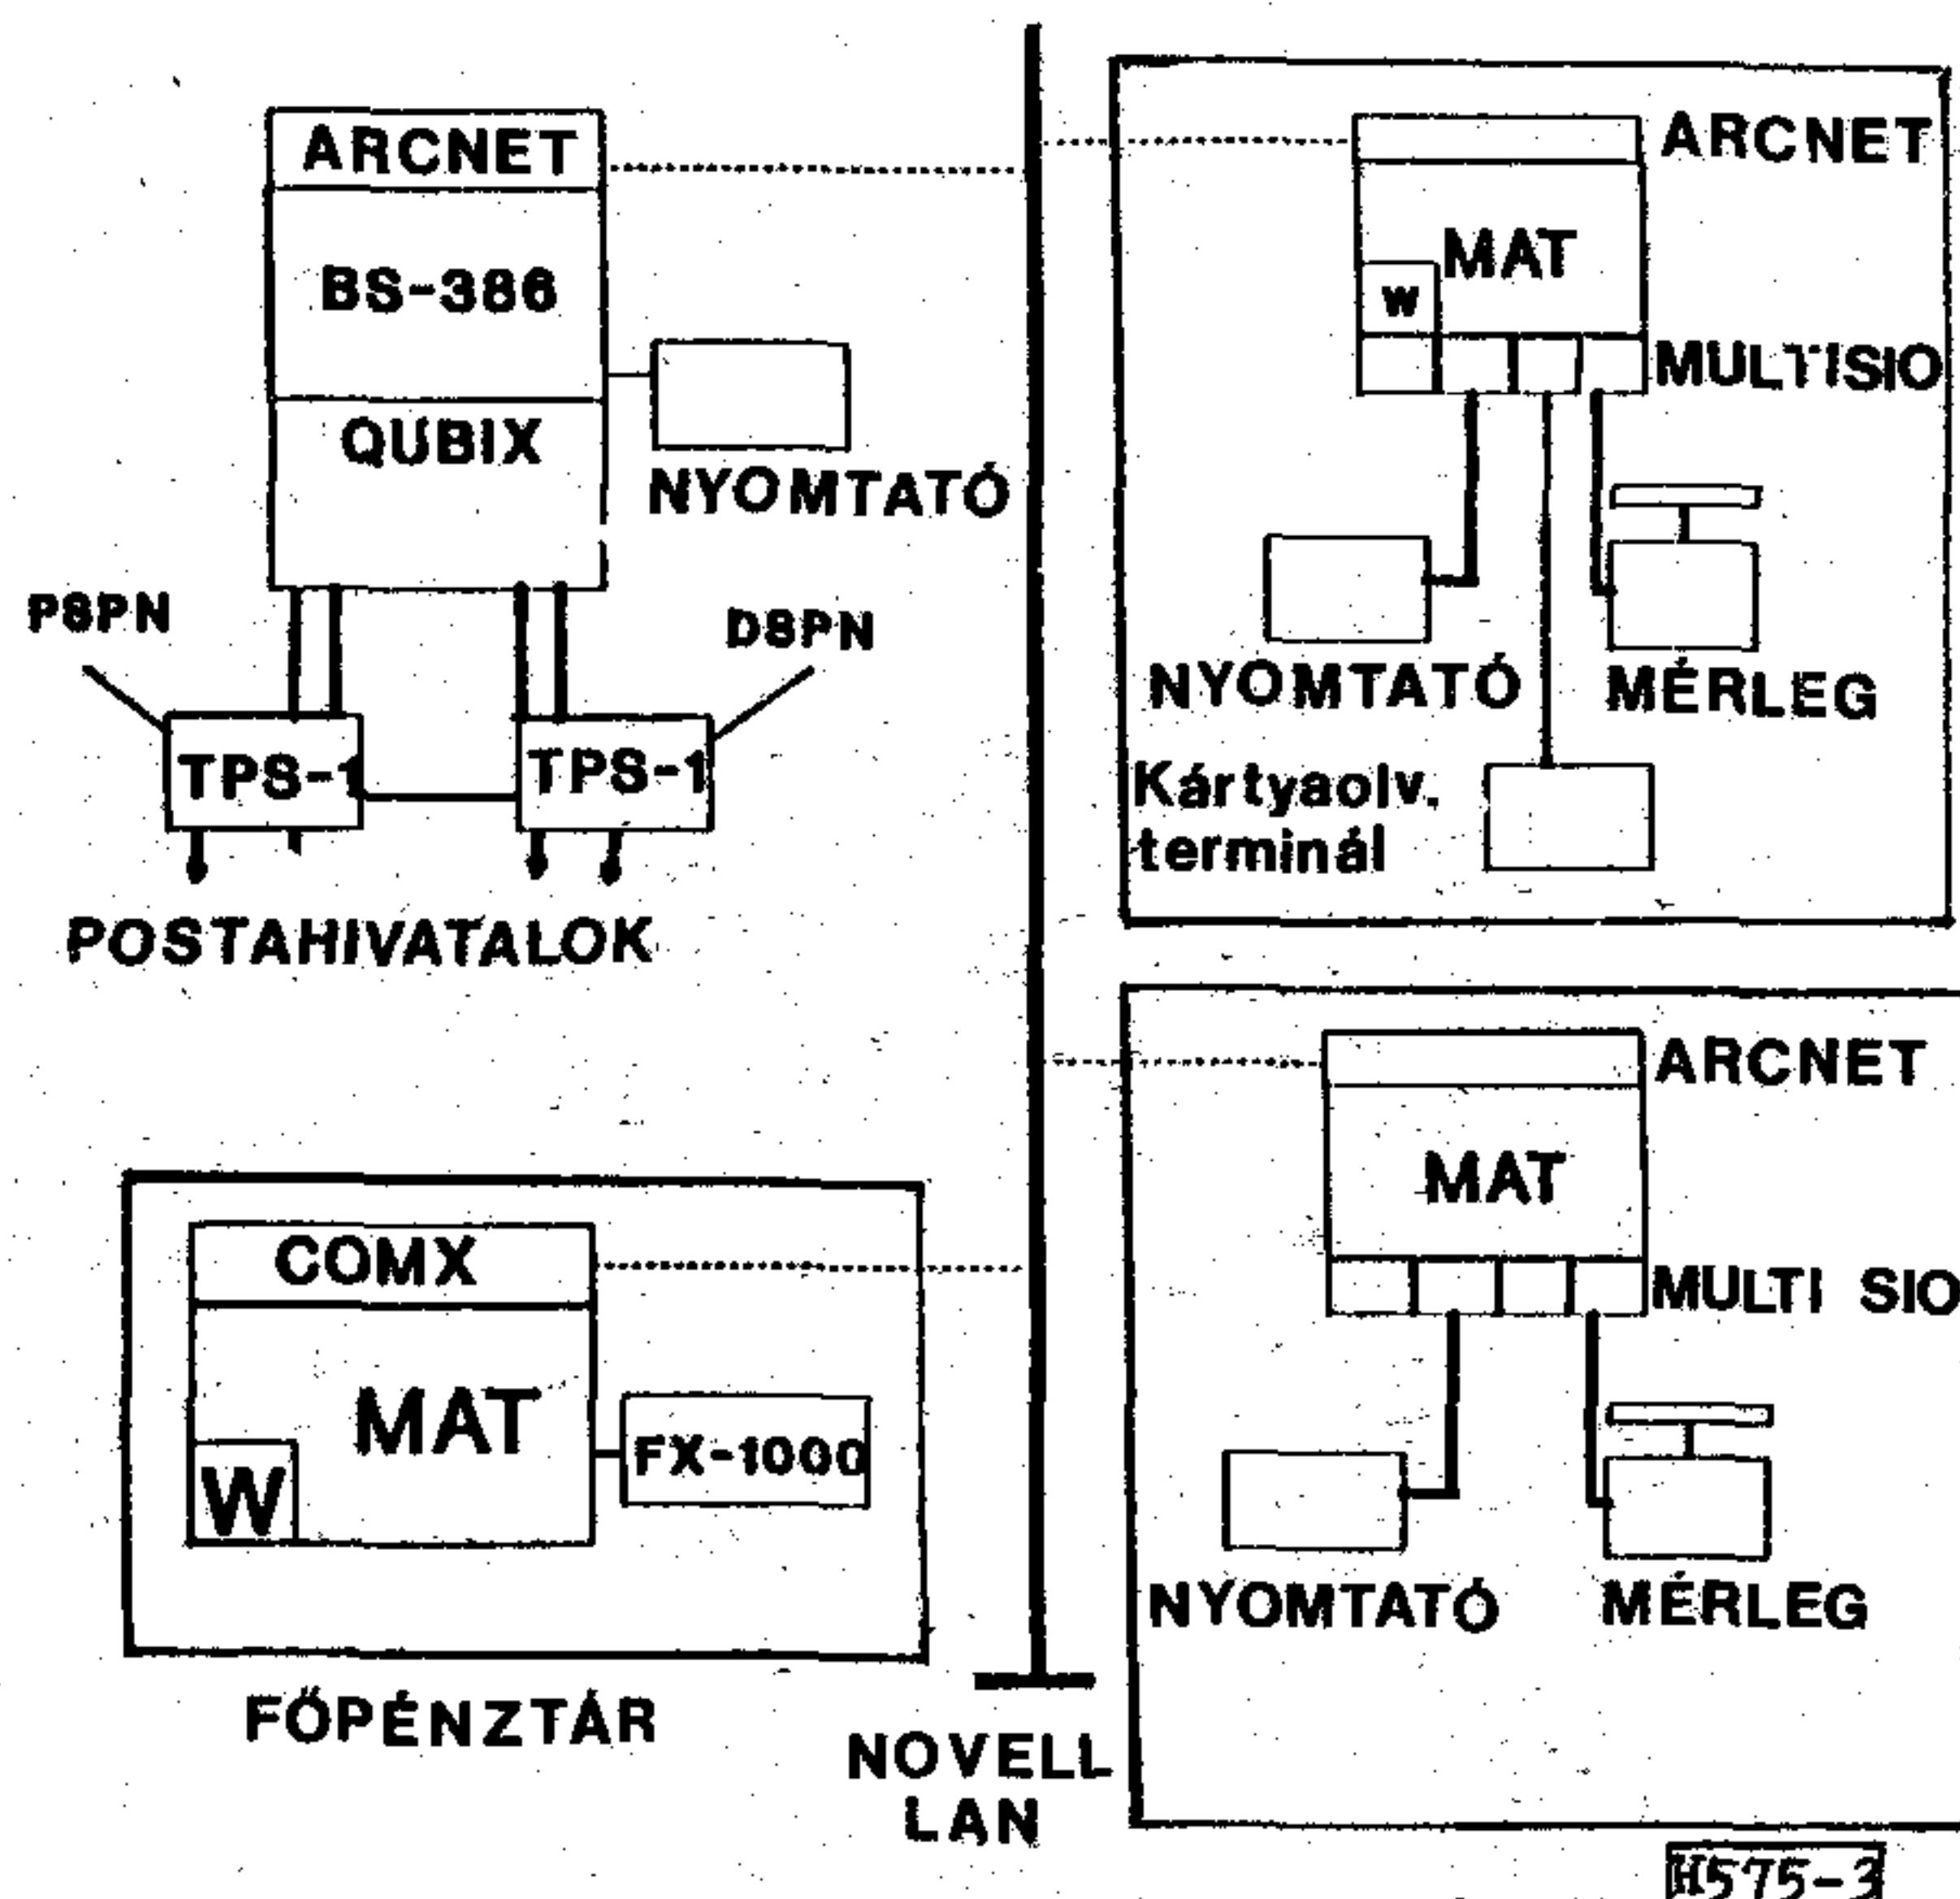 ARCNET
BS-386
QUBIX
NYOMTATÓ
PSPN
DSPN
TPS-1
TPS-1
POSTAHIVATALOK
COMX
MAT
W
FX-1000
FŐPÉNZTÁR
NOVELL
LAN
ARCNET
MAT
W
MULTISIO
NYOMTATÓ
MÉRLEG
Kártyaolv.
terminál
ARCNET
MAT
MULTI SIO
NYOMTATÓ
MÉRLEG
H575-3